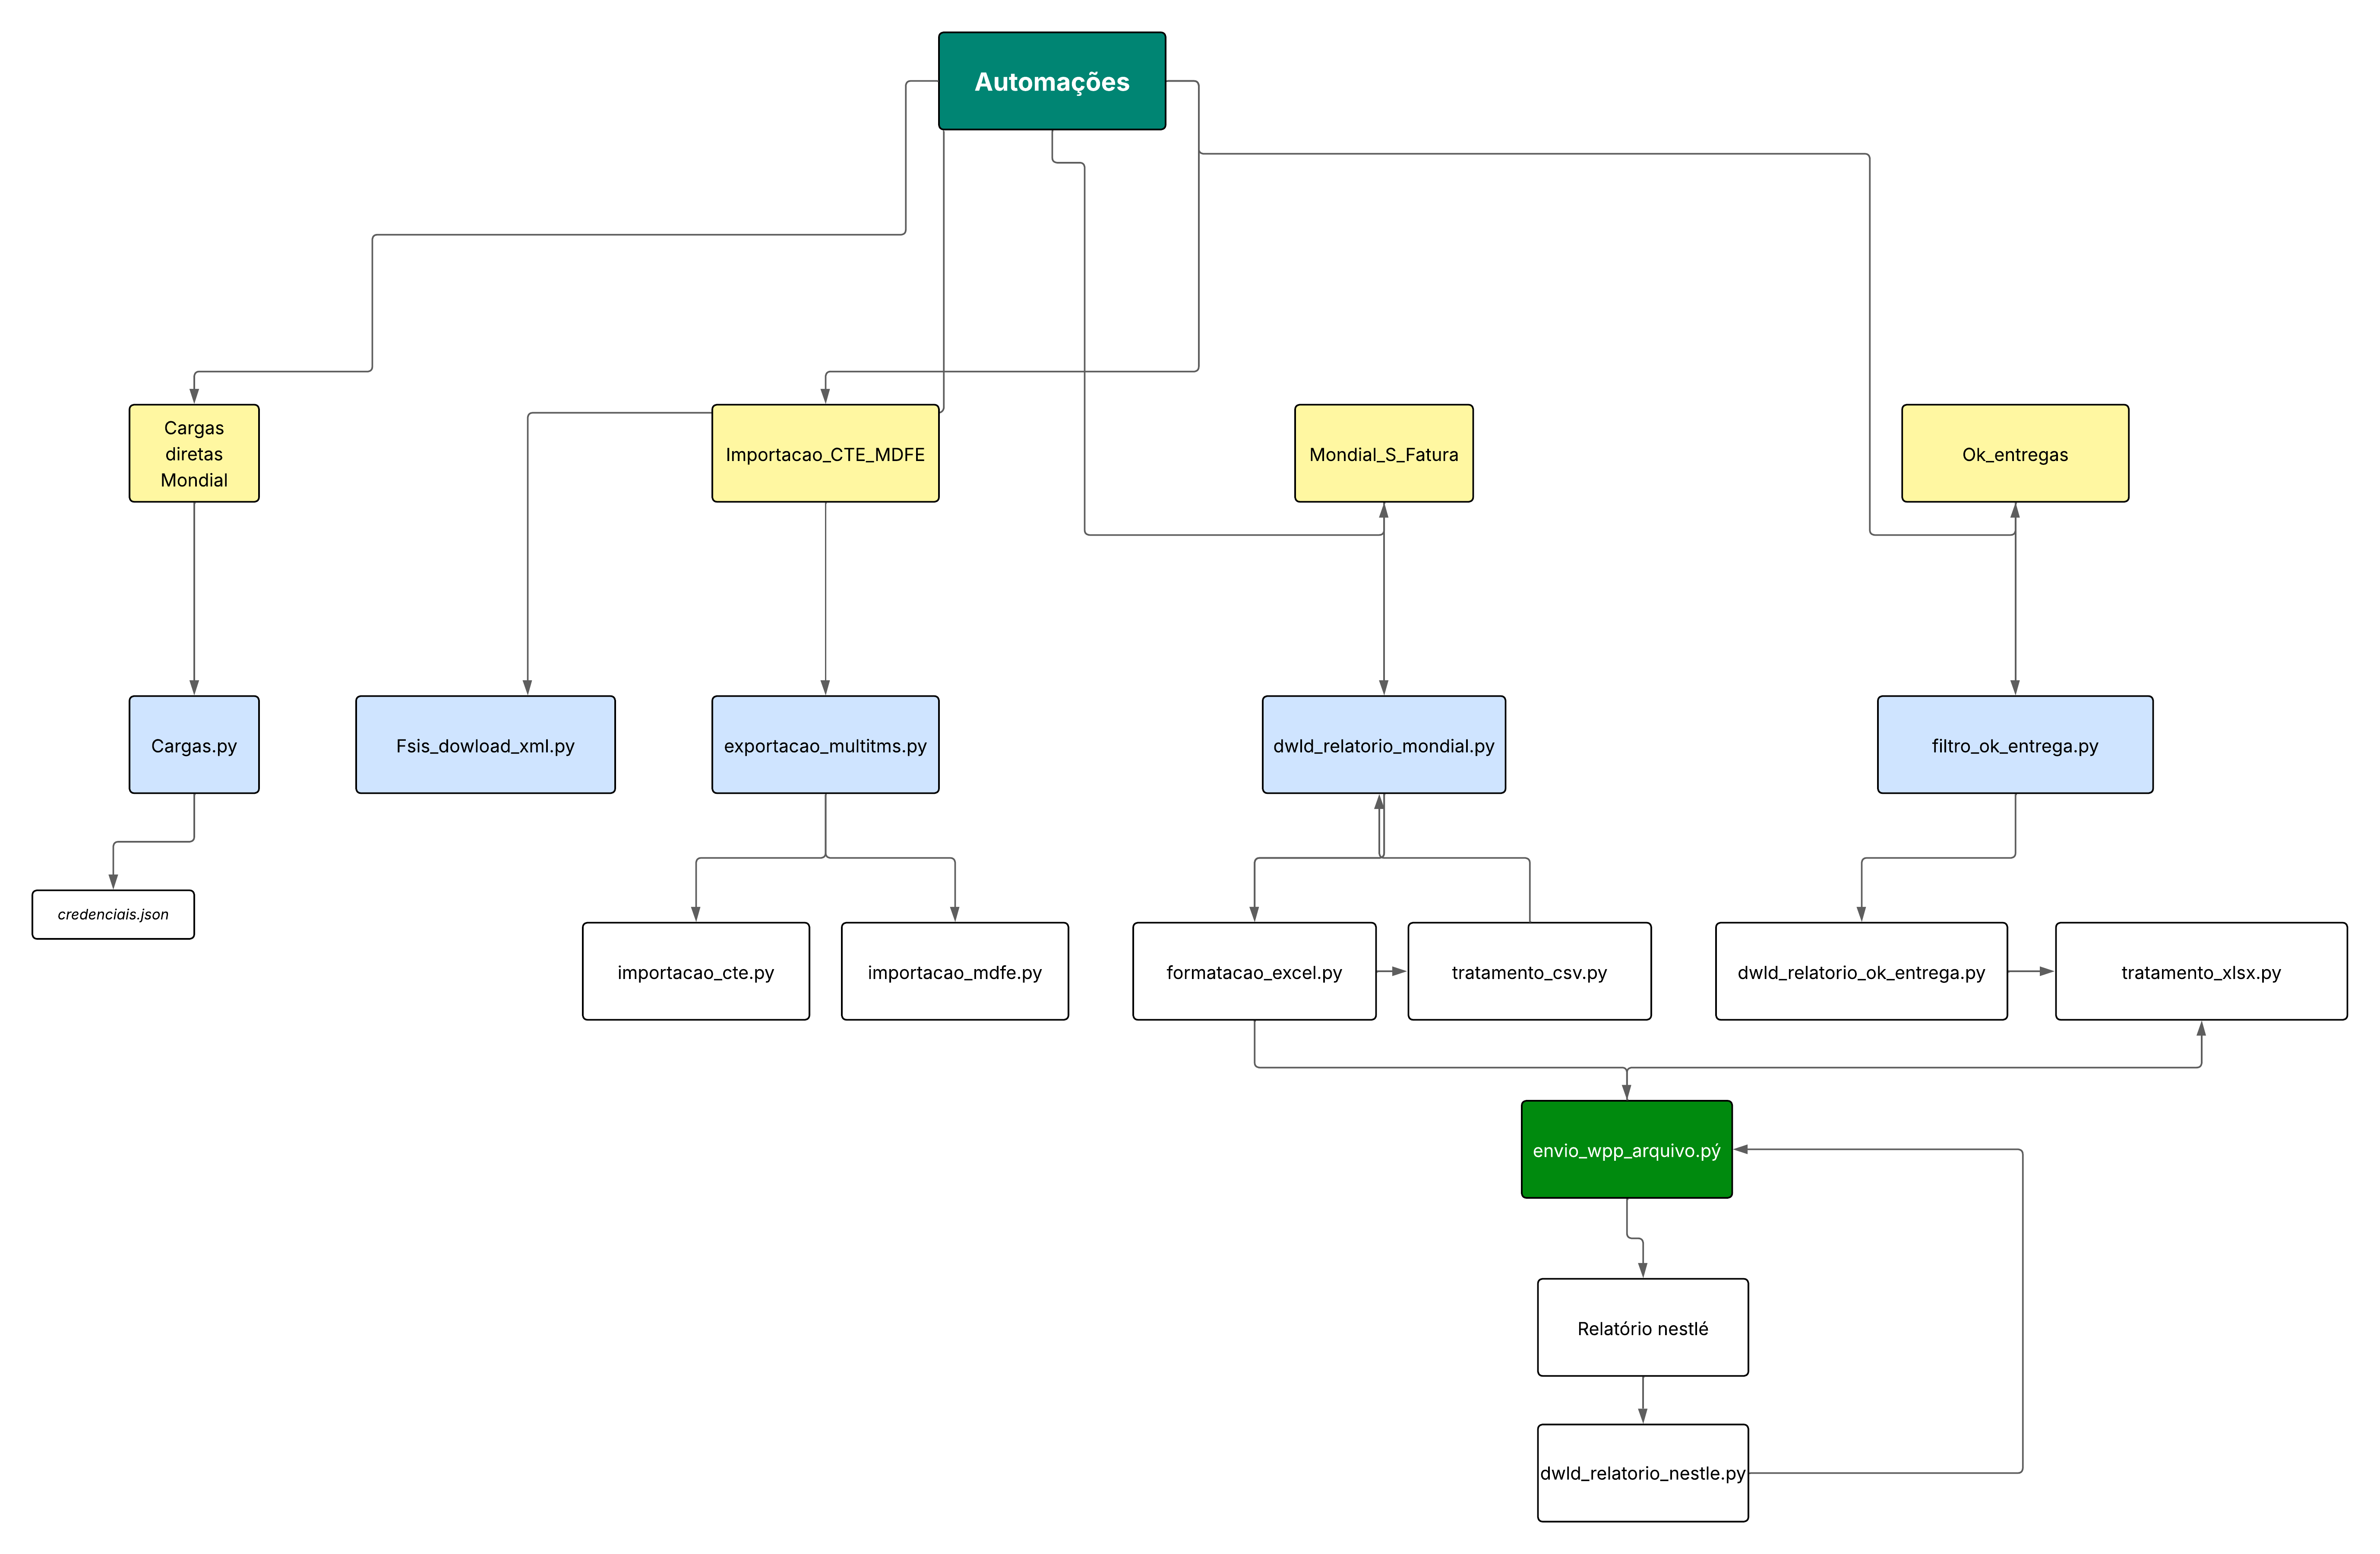 Automações
Cargas
diretas
Mondial
Importacao_CTE_MDFE
Mondial_S_Fatura
Ok_entregas
Cargas.py
Fsis_dowload_xml.py
exportacao_multitms.py
dwld_relatorio_mondial.py
filtro_ok_entrega.py
credenciais.json
importacao_cte.py
importacao_mdfe.py
formatacao_excel.py
tratamento_csv.py
dwld_relatorio_ok_entrega.py
tratamento_xlsx.py
envio_wpp_arquivo.pý
Relatório nestlé
dwld_relatorio_nestle.py